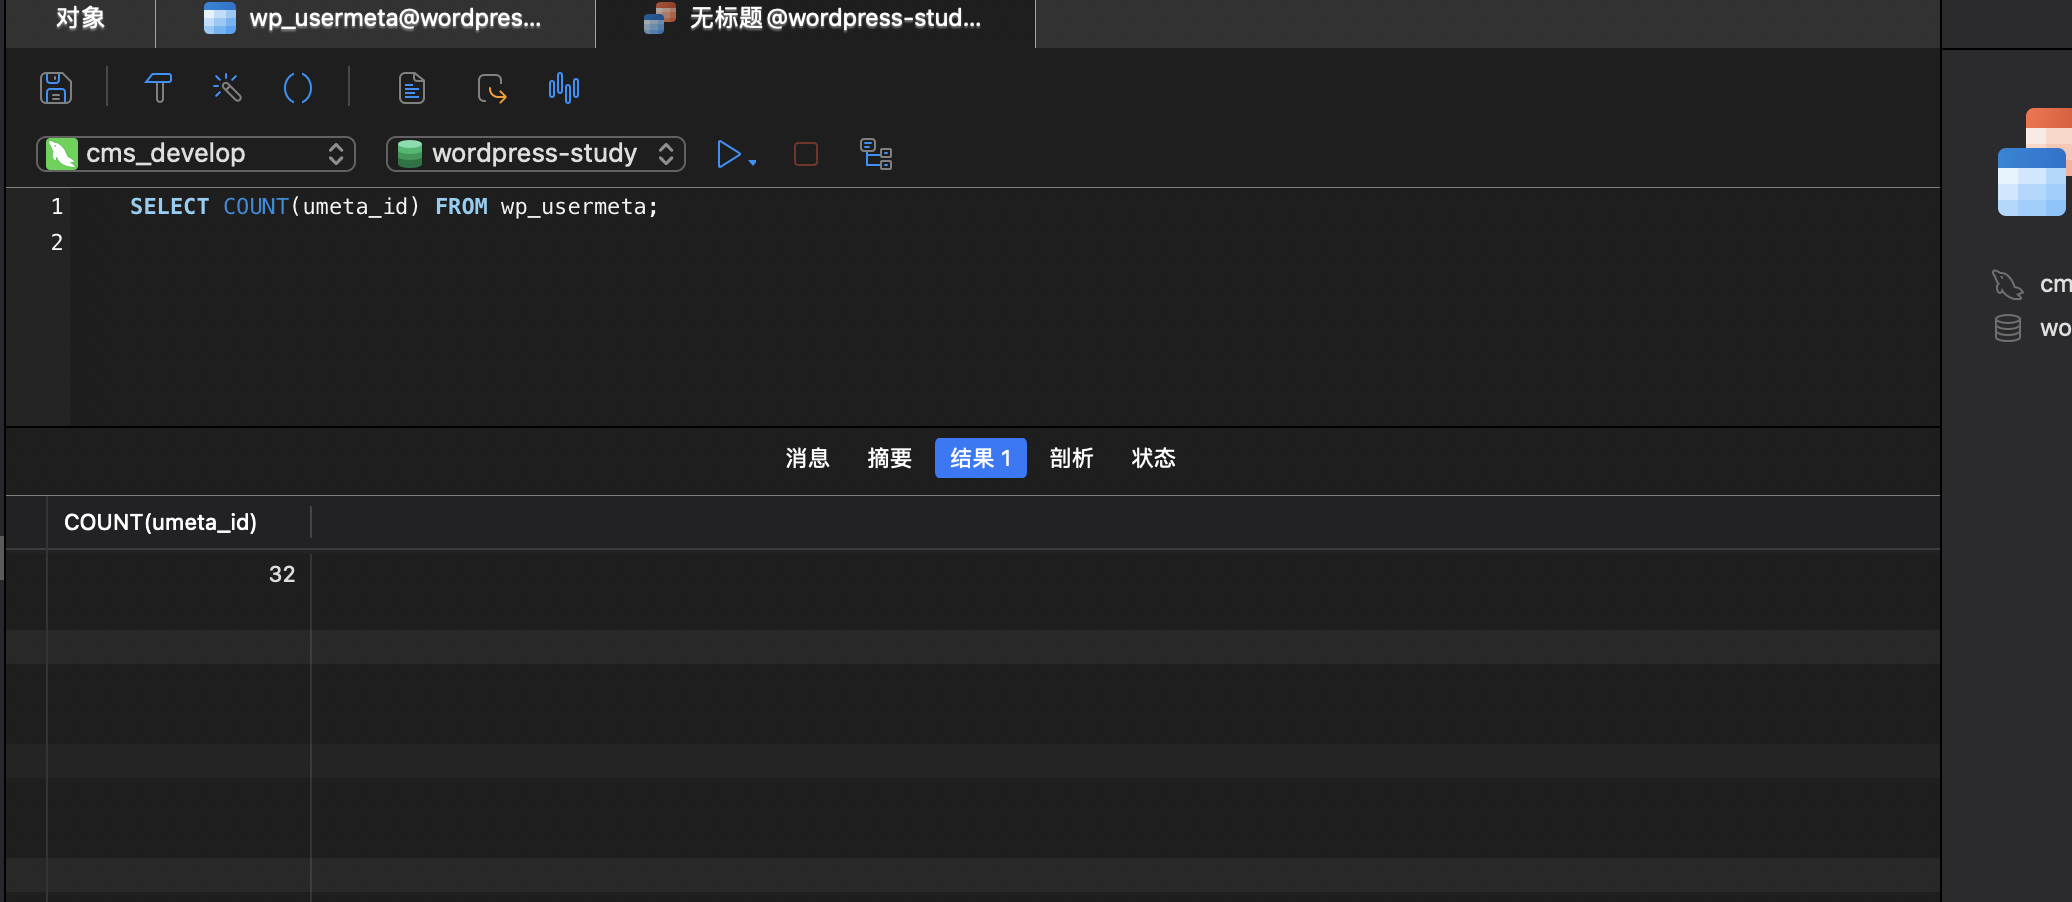 对象
wp_usermeta@wordpres...
无标题@wordpress-stud...
cms_develop
wordpress-study
1 SELECT COUNT(umeta_id) FROM wp_usermeta;
2
消息 摘要 结果 1 剖析 状态
COUNT(umeta_id)
32
cm
wo